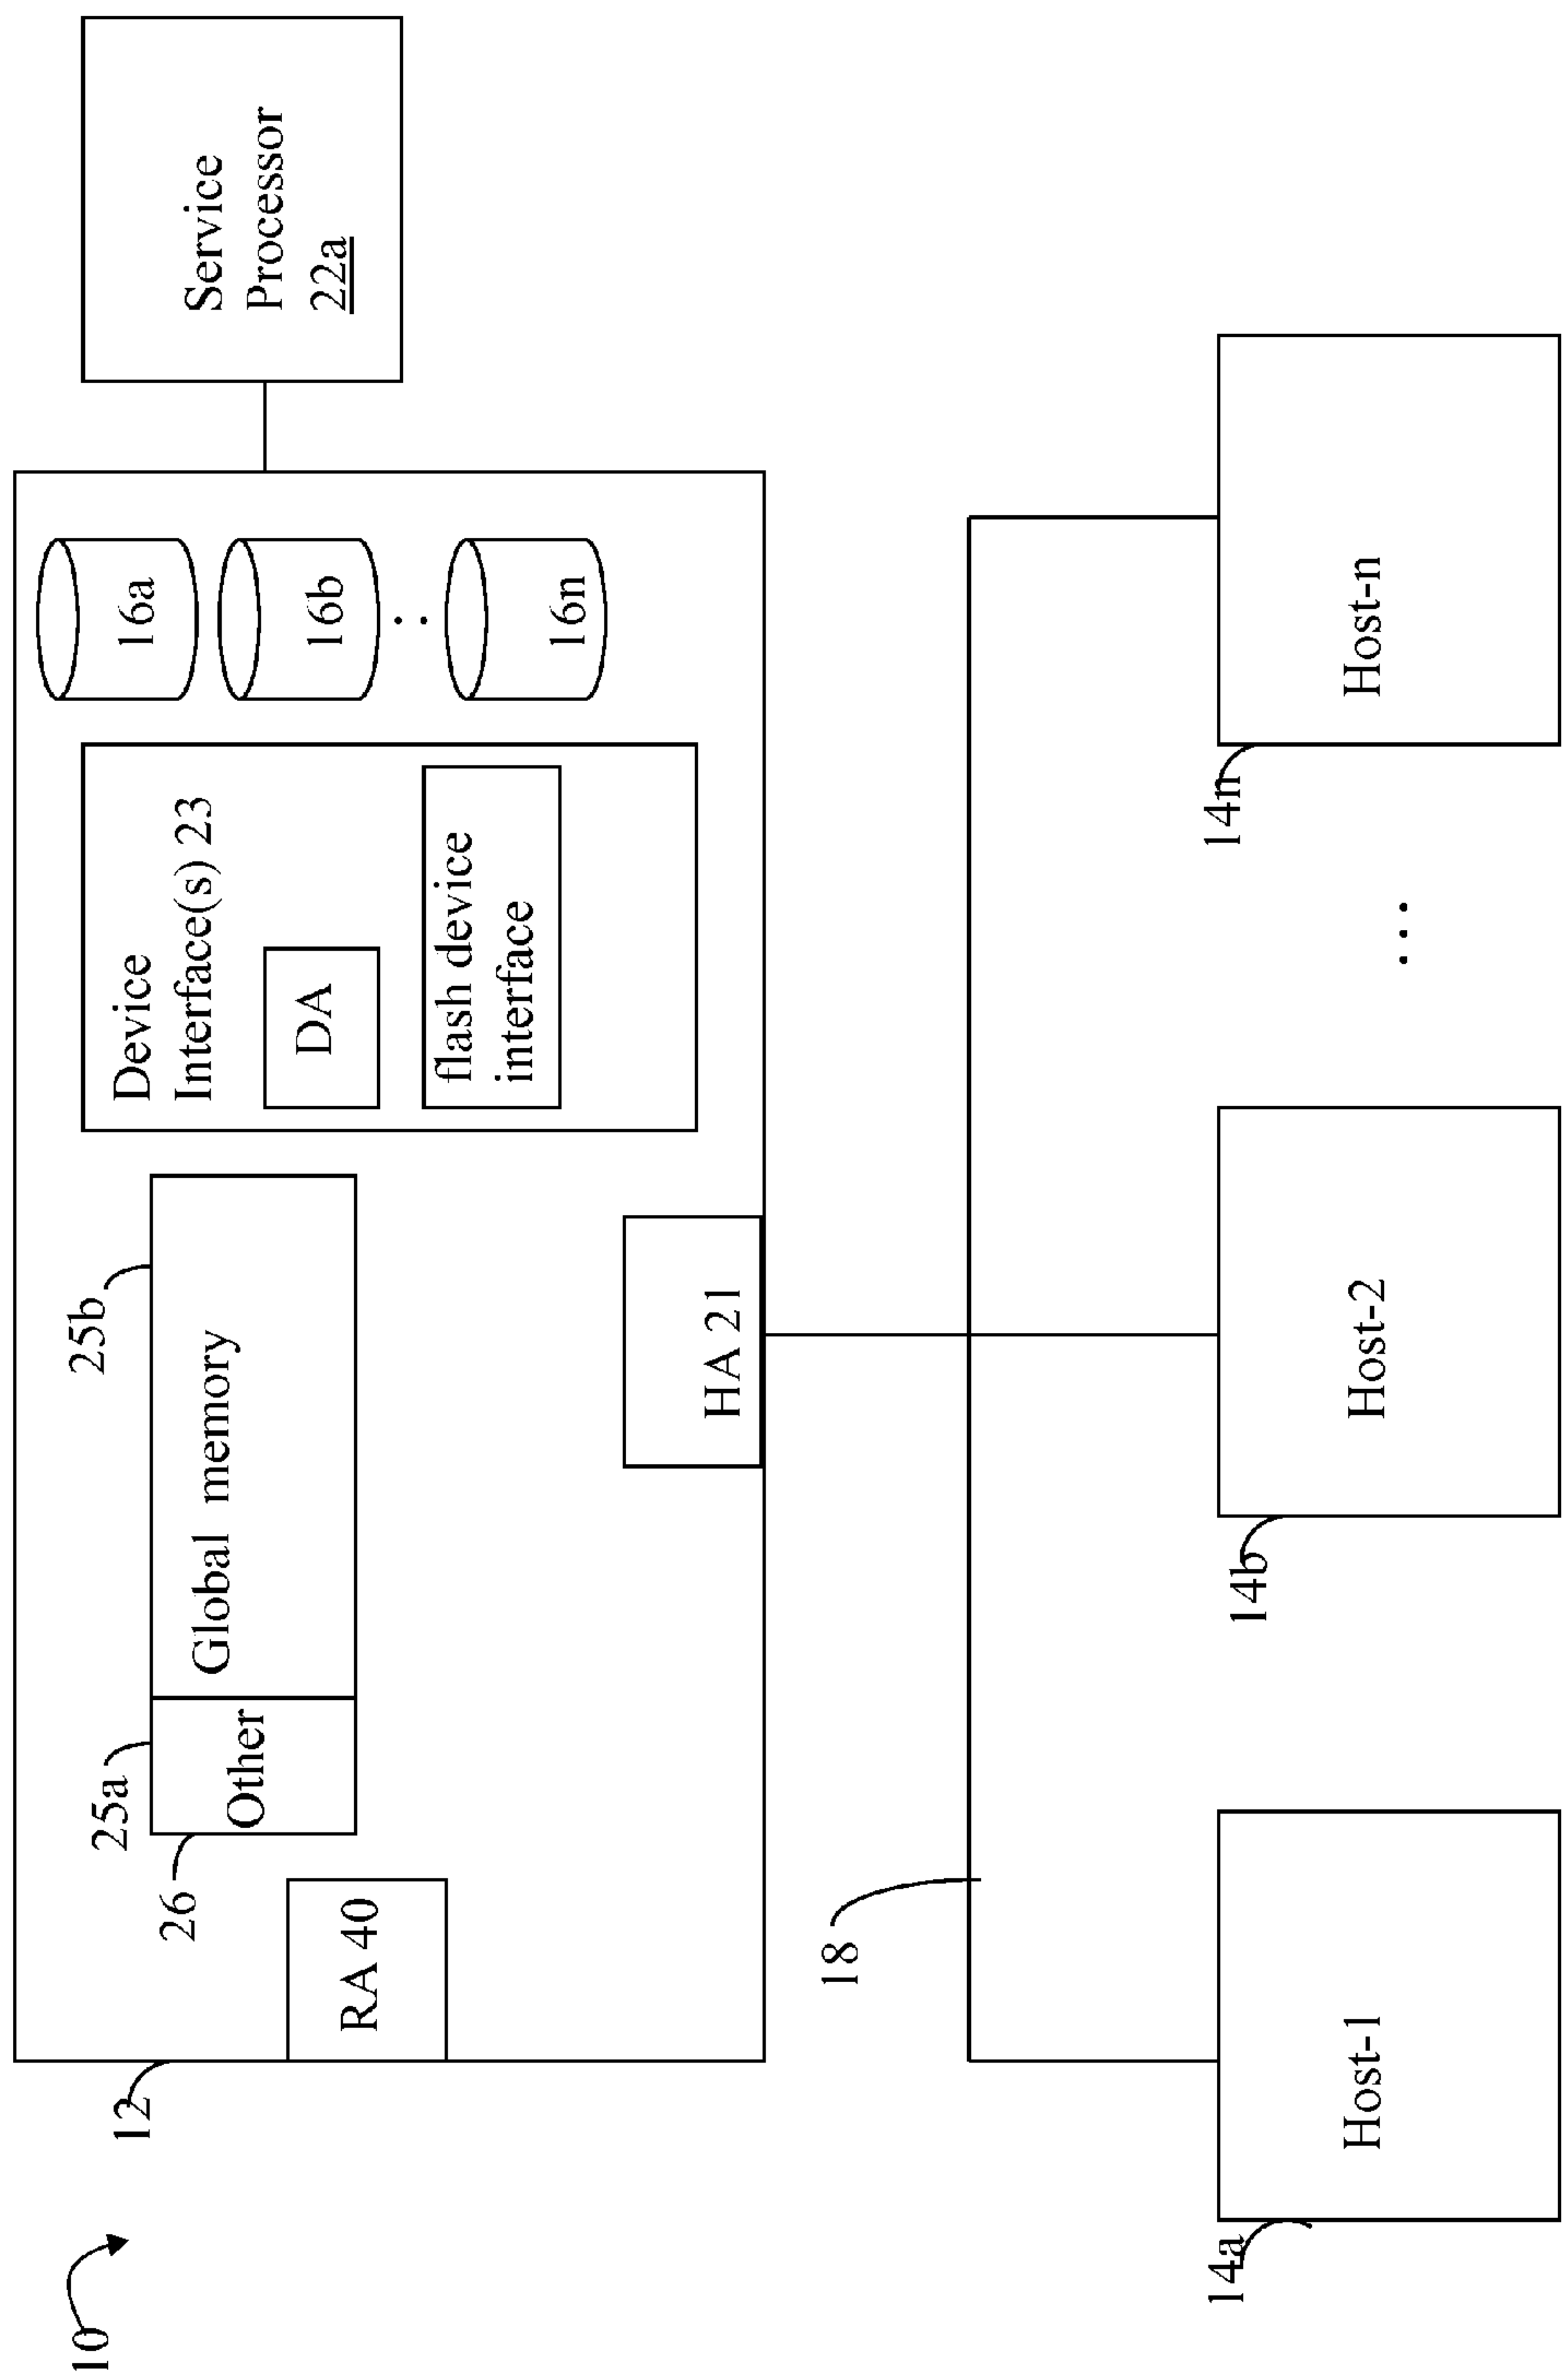 10
12
RA 40
26
25a
Other
25b
Global memory
HA 21
Device
Interface(s) 23
DA
flash device
interface
16a
16b
16n
Service
Processor
22a
18
14a
Host-1
14b
Host-2
...
14n
Host-n